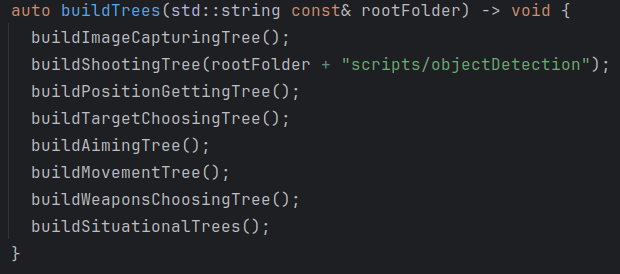 auto buildTrees(std::string const& rootFolder) -> void {
  buildImageCapturingTree();
  buildShootingTree(rootFolder + "scripts/objectDetection");
  buildPositionGettingTree();
  buildTargetChoosingTree();
  buildAimingTree();
  buildMovementTree();
  buildWeaponsChoosingTree();
  buildSituationalTrees();
}